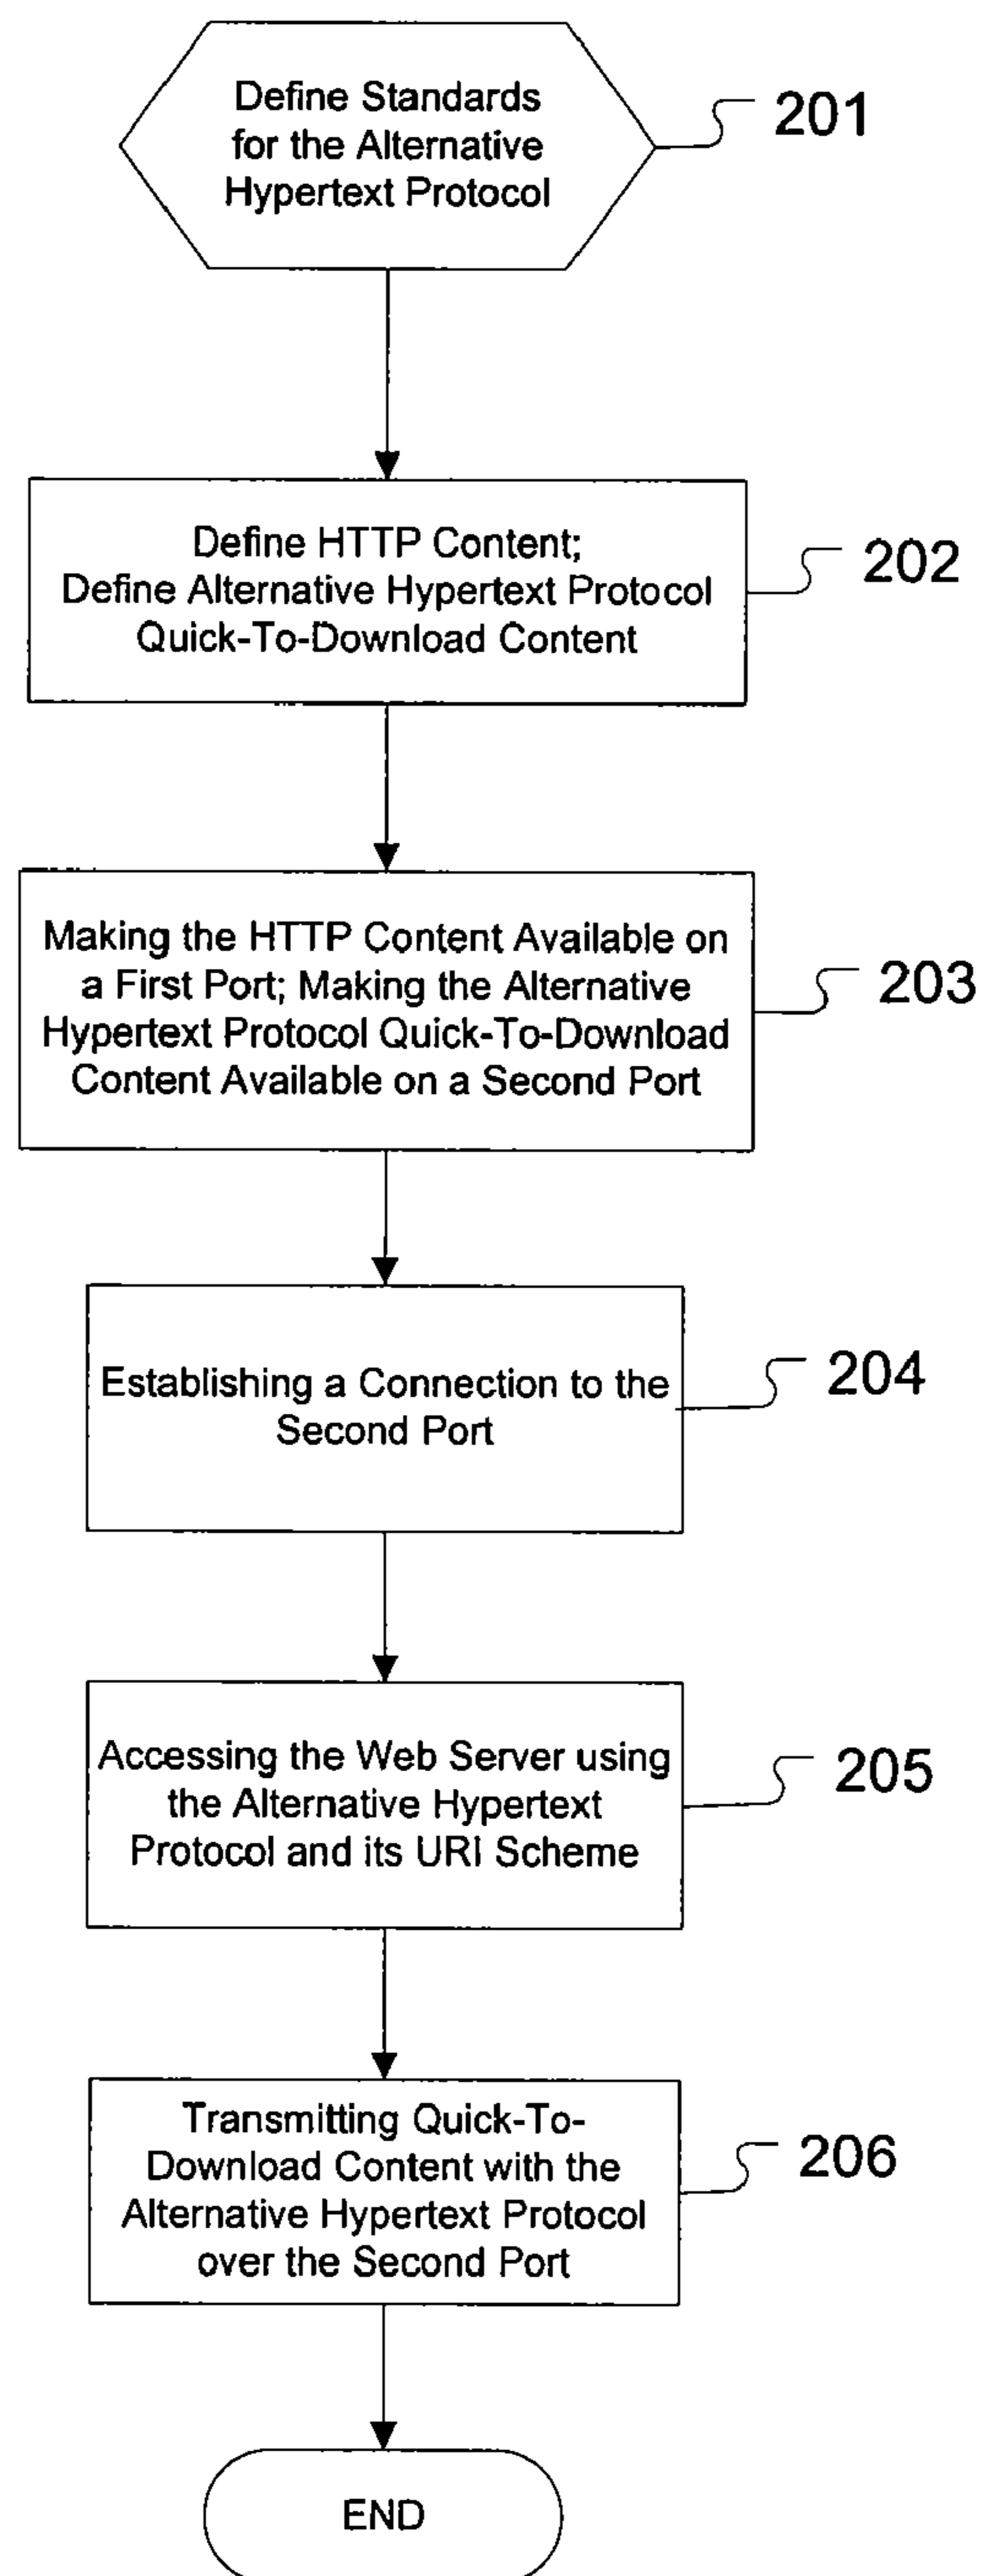 Define Standards
for the Alternative
Hypertext Protocol
201
Define HTTP Content;
Define Alternative Hypertext Protocol
Quick-To-Download Content
202
Making the HTTP Content Available on
a First Port; Making the Alternative
Hypertext Protocol Quick-To-Download
Content Available on a Second Port
203
Establishing a Connection to the
Second Port
204
Accessing the Web Server using
the Alternative Hypertext
Protocol and its URI Scheme
205
Transmitting Quick-To-
Download Content with the
Alternative Hypertext Protocol
over the Second Port
206
END